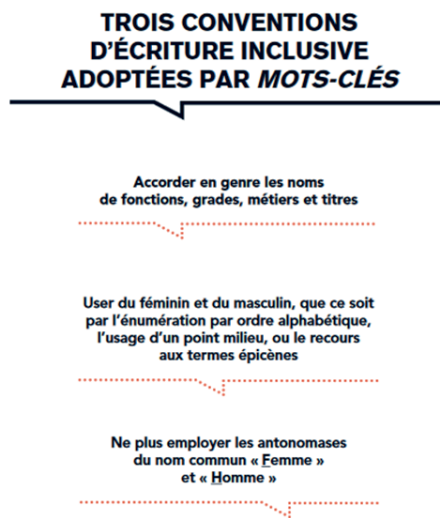 TROIS CONVENTIONS
D'ÉCRITURE INCLUSIVE
ADOPTÉES PAR MOTS-CLÉS
Accorder en genre les noms
de fonctions, grades, métiers et titres
User du féminin et du masculin, que ce soit
par l'énumération par ordre alphabétique,
l'usage d'un point milieu, ou le recours
aux termes épicènes
Ne plus employer les antonomases
du nom commun « Femme »
et « Homme »